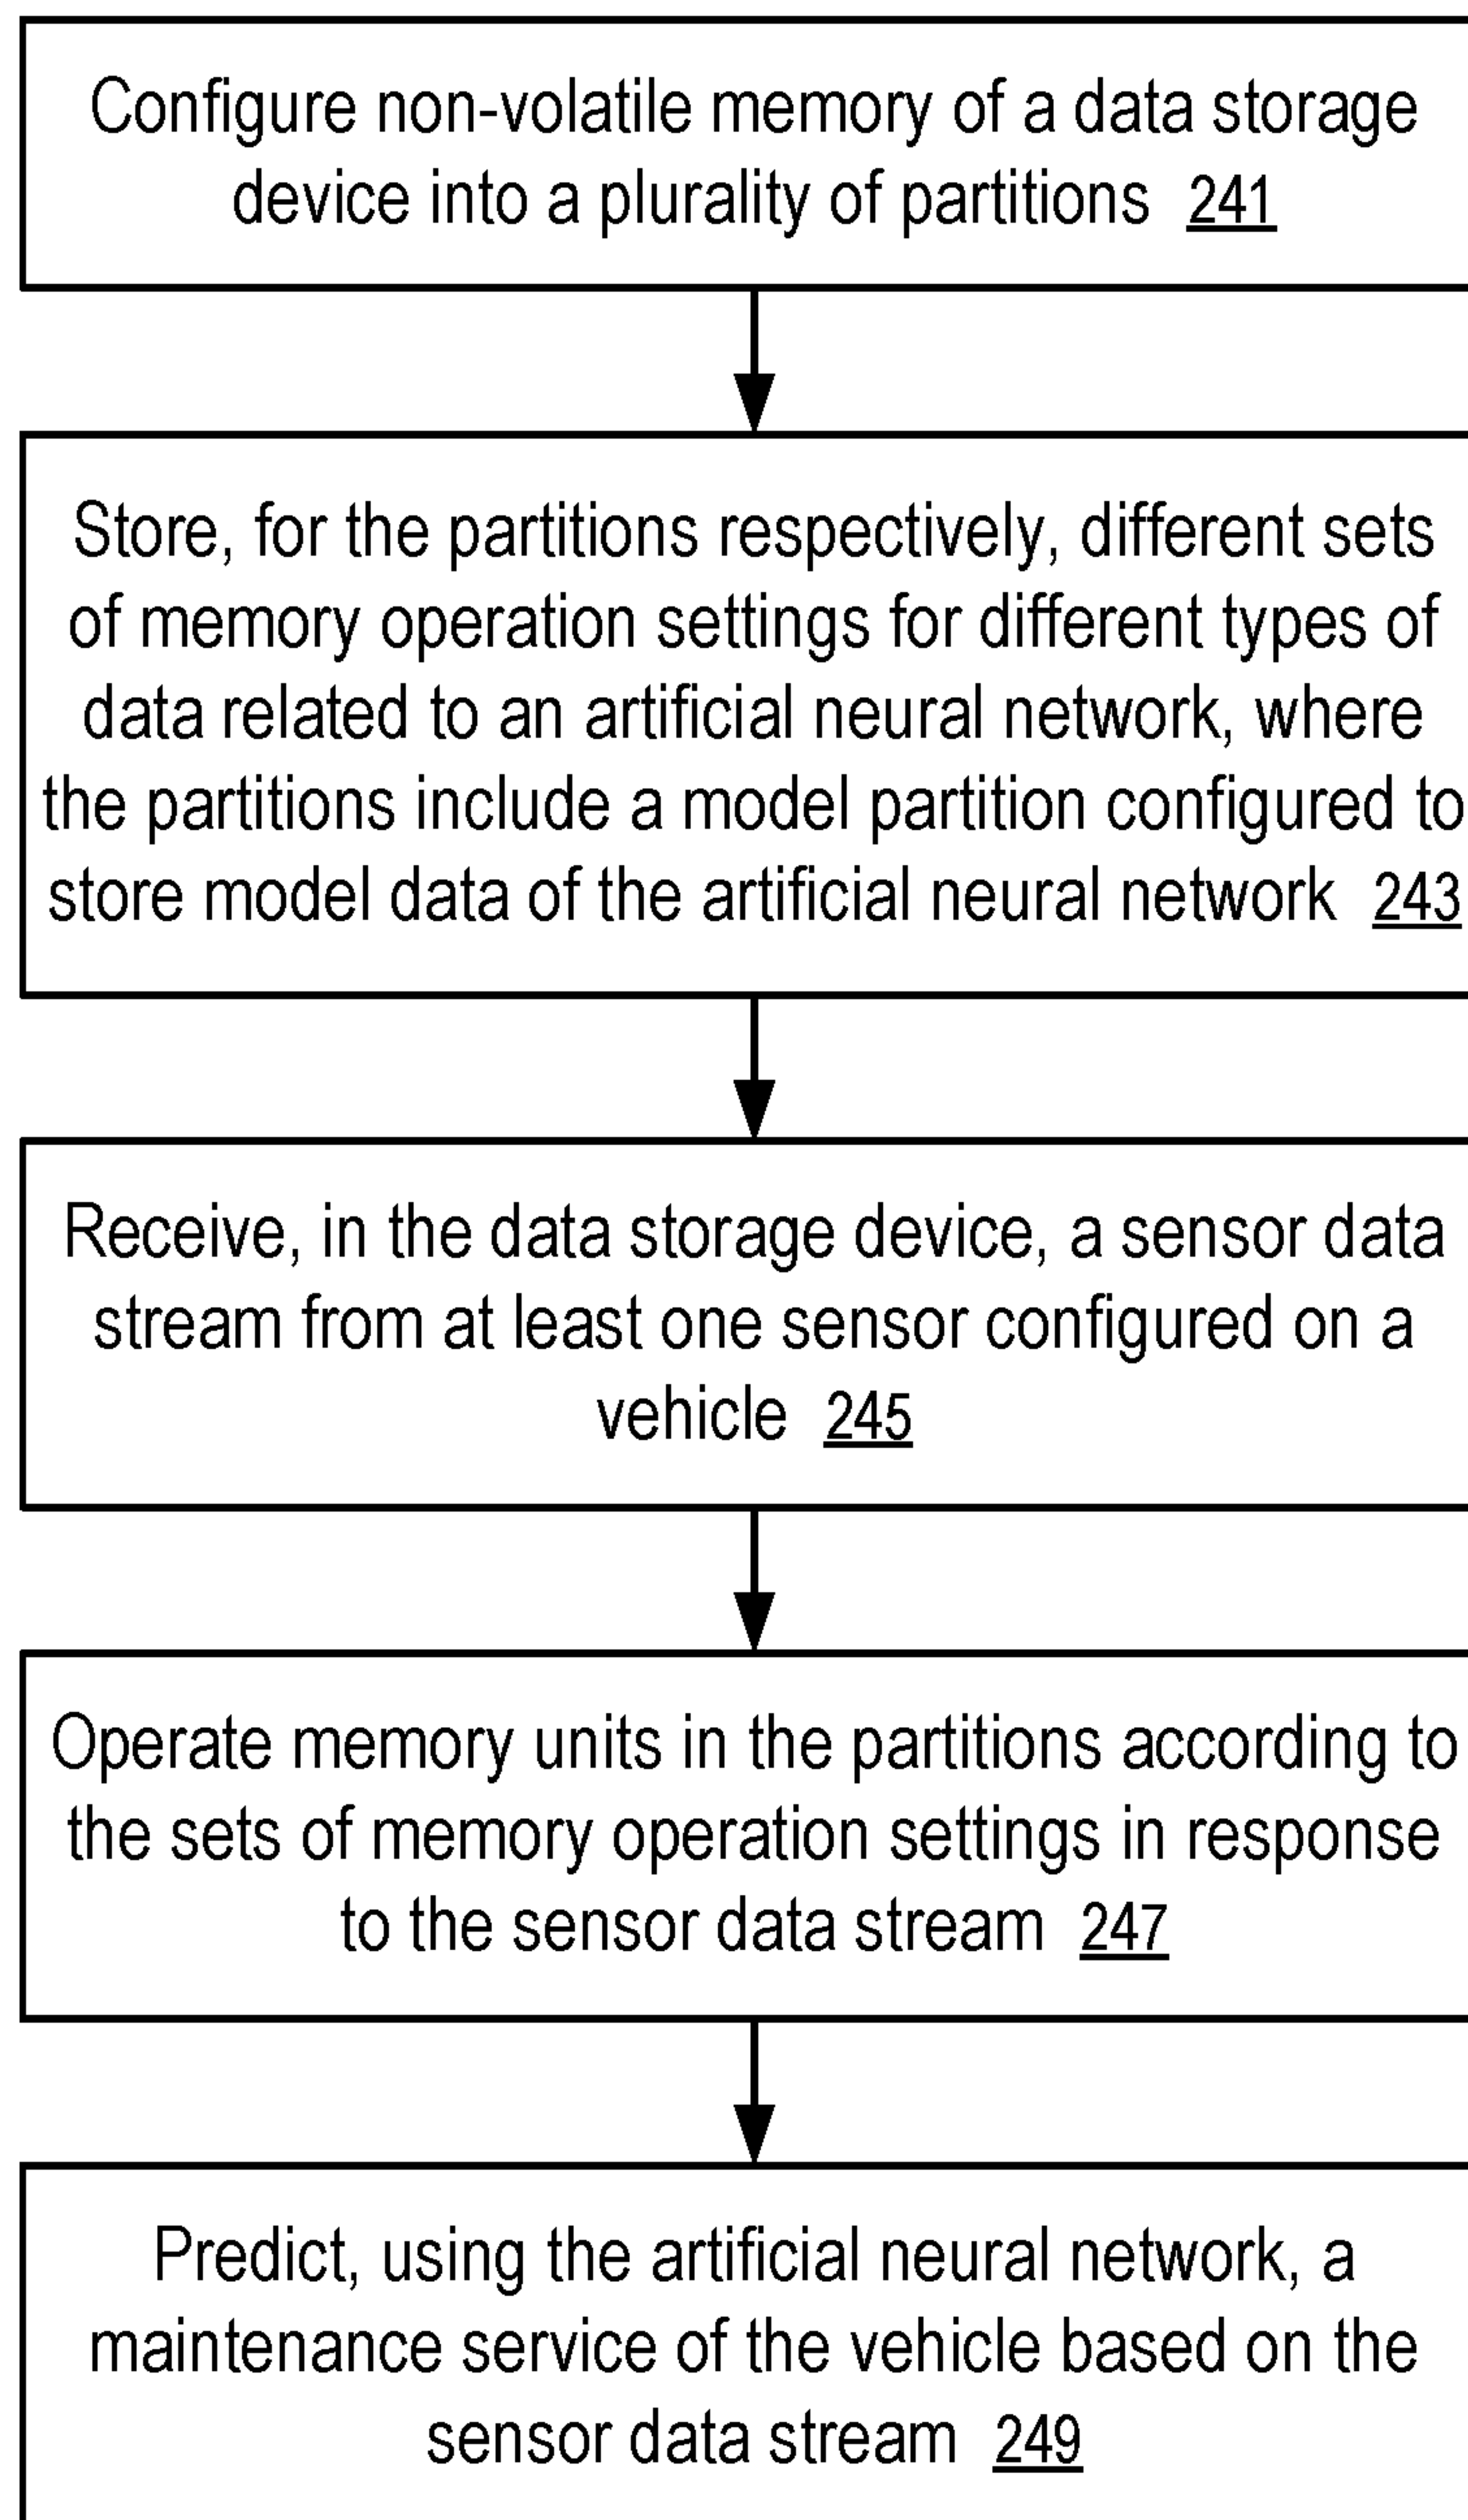 Configure non-volatile memory of a data storage
device into a plurality of partitions 241
Store, for the partitions respectively, different sets
of memory operation settings for different types of
data related to an artificial neural network, where
the partitions include a model partition configured to
store model data of the artificial neural network 243
Receive, in the data storage device, a sensor data
stream from at least one sensor configured on a
vehicle 245
Operate memory units in the partitions according to
the sets of memory operation settings in response
to the sensor data stream 247
Predict, using the artificial neural network, a
maintenance service of the vehicle based on the
sensor data stream 249